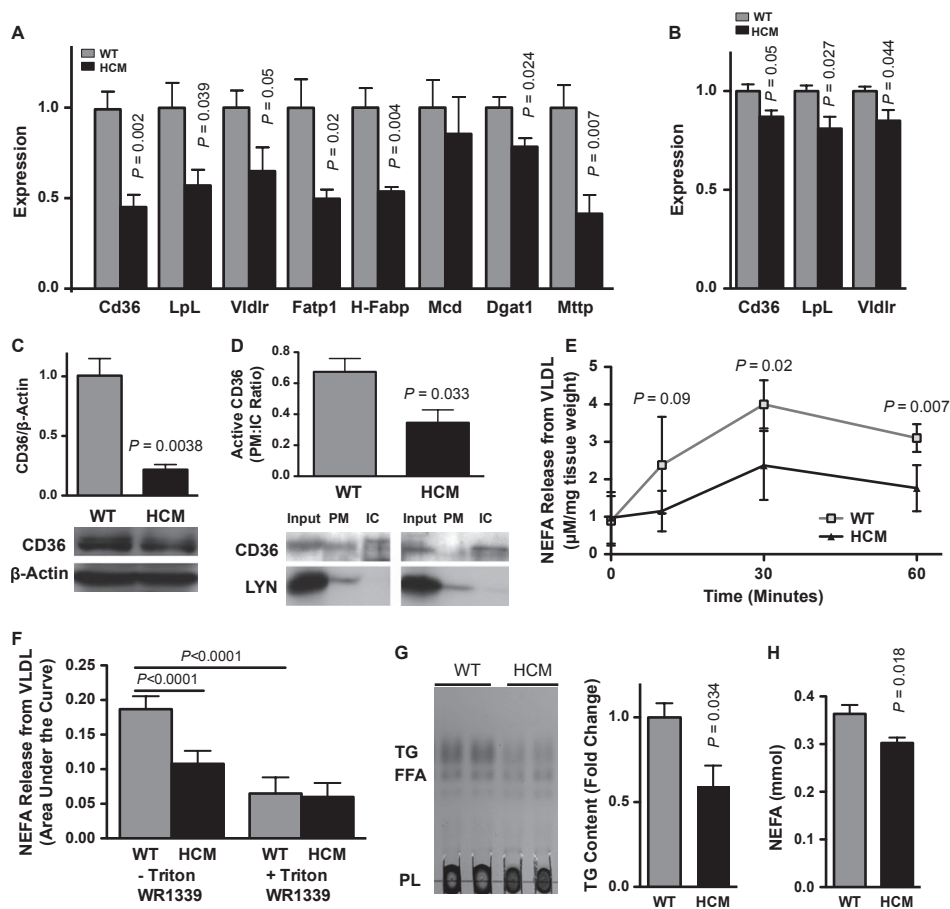 A
WT
HCM
Expression
1.0
0.5
0.0
P = 0.002
P = 0.039
P = 0.05
P = 0.02
P = 0.004
P = 0.024
P = 0.007
Cd36 LpL Vldlr Fatp1 H-Fabp Mcd Dgat1 Mttp
B
WT
HCM
Expression
1.0
0.5
0.0
P = 0.05
P = 0.027
P = 0.044
Cd36 LpL Vldlr
C
CD36/β-Actin
1.0
0.5
0.0
P = 0.0038
WT HCM
CD36
β-Actin
D
Active CD36
(PM:IC Ratio)
0.8
0.6
0.4
0.2
0.0
P = 0.033
WT HCM
Input PM IC Input PM IC
CD36
LYN
E
NEFA Release from VLDL
(µM/mg tissue weight)
5
4
3
2
1
0
P = 0.09
P = 0.02
P = 0.007
WT
HCM
0 30 60
Time (Minutes)
F
NEFA Release from VLDL
(Area Under the Curve)
0.25
0.20
0.15
0.10
0.05
0.00
P<0.0001
P<0.0001
WT HCM WT HCM
- Triton + Triton
WR1339 WR1339
G
WT HCM
TG
FFA
PL
TG Content (Fold Change)
1.0
0.5
0.0
P = 0.034
WT HCM
H
NEFA (mmol)
0.4
0.3
0.2
0.1
0.0
P = 0.018
WT HCM